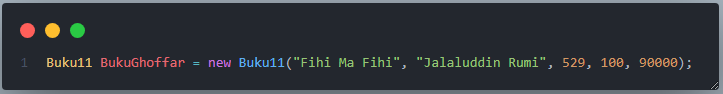 1 Buku11 BukuGhoffar = new Buku11("Fihi Ma Fihi", "Jalaluddin Rumi", 529, 100, 90000);